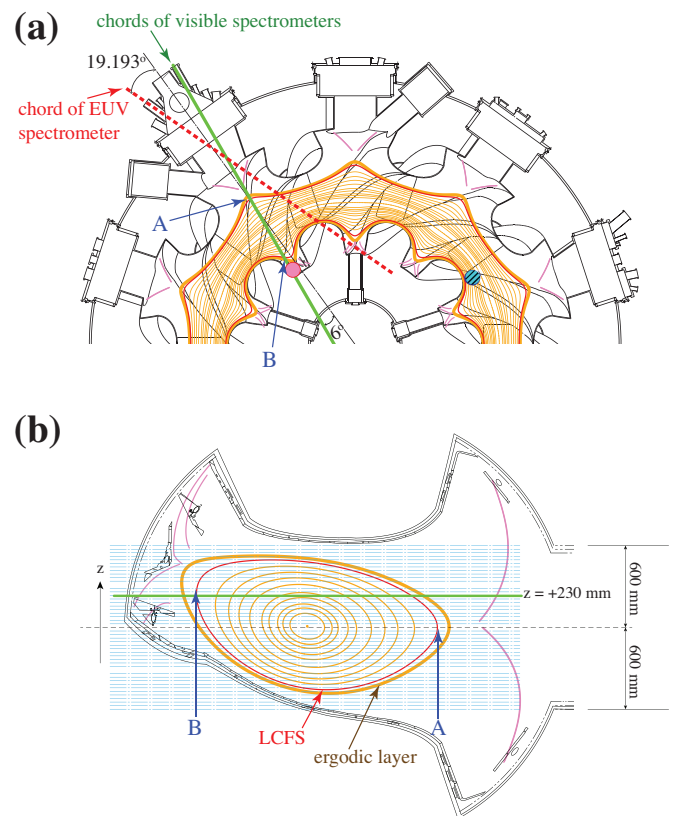 (a)
chords of visible spectrometers
19.193°
chord of EUV
spectrometer
A
B
6°
(b)
z
z = +230 mm
600 mm
600 mm
B
A
LCFS
ergodic layer